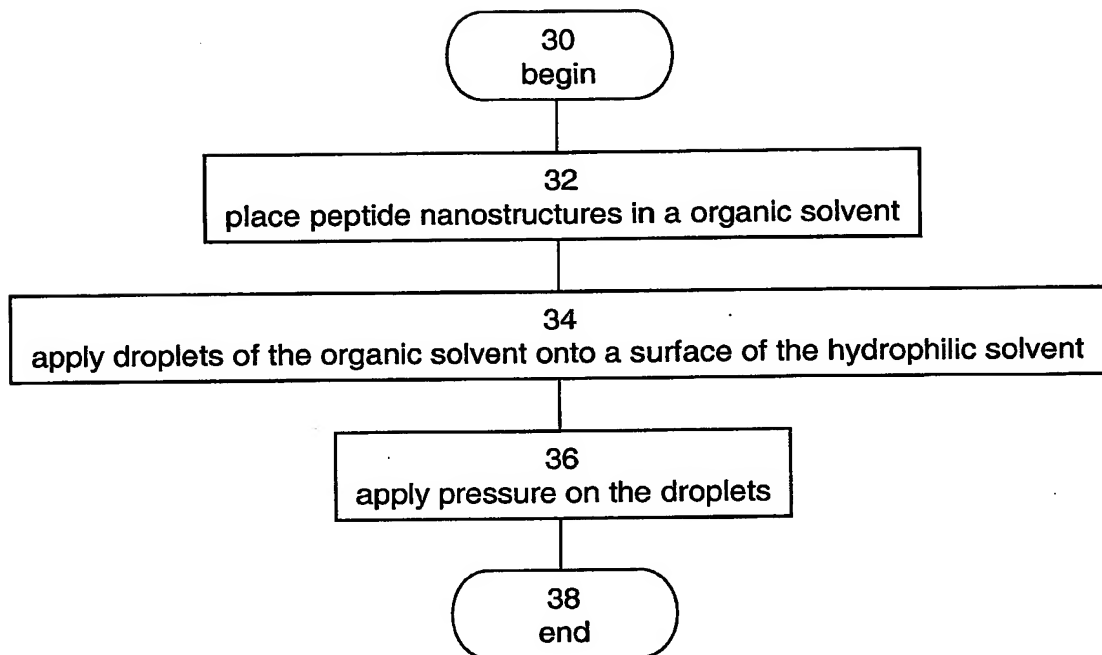 30
begin
32
place peptide nanostructures in a organic solvent
34
apply droplets of the organic solvent onto a surface of the hydrophilic solvent
36
apply pressure on the droplets
38
end